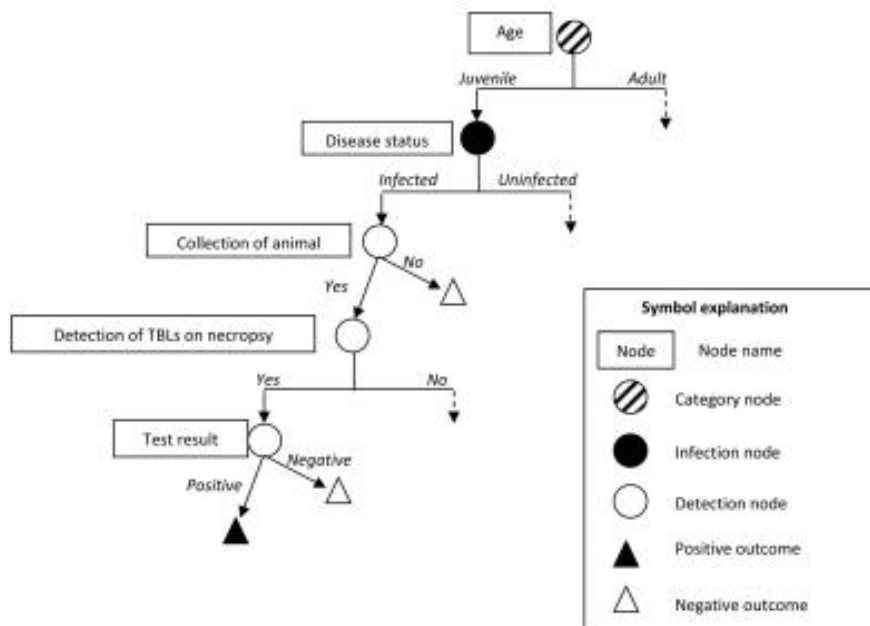 Age
Juvenile
Adult
Disease status
Infected
Uninfected
Collection of animal
No
Yes
Detection of TBLs on necropsy
Yes
No
Test result
Negative
Positive
Symbol explanation
Node
Node name
Category node
Infection node
Detection node
Positive outcome
Negative outcome